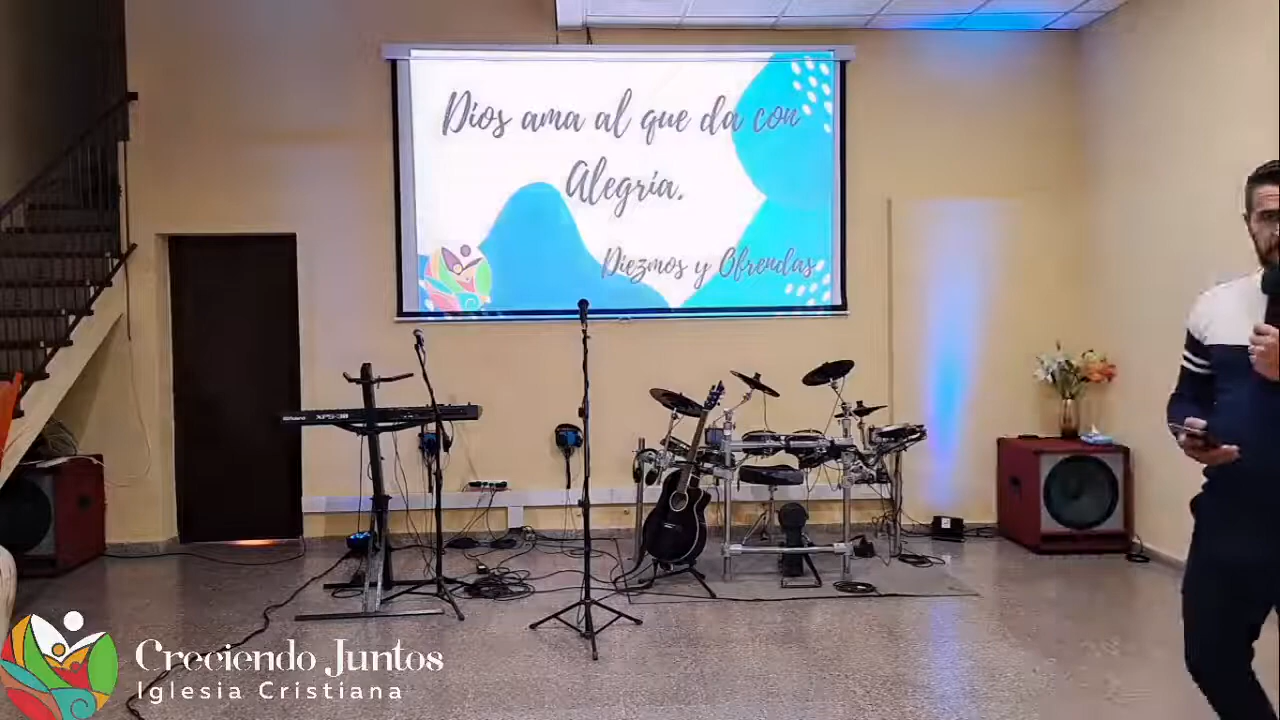 Dios ama al que da con
Alegría.
Diezmos y Ofrendas
Roland XPS-30
Creciendo Juntos
Iglesia Cristiana